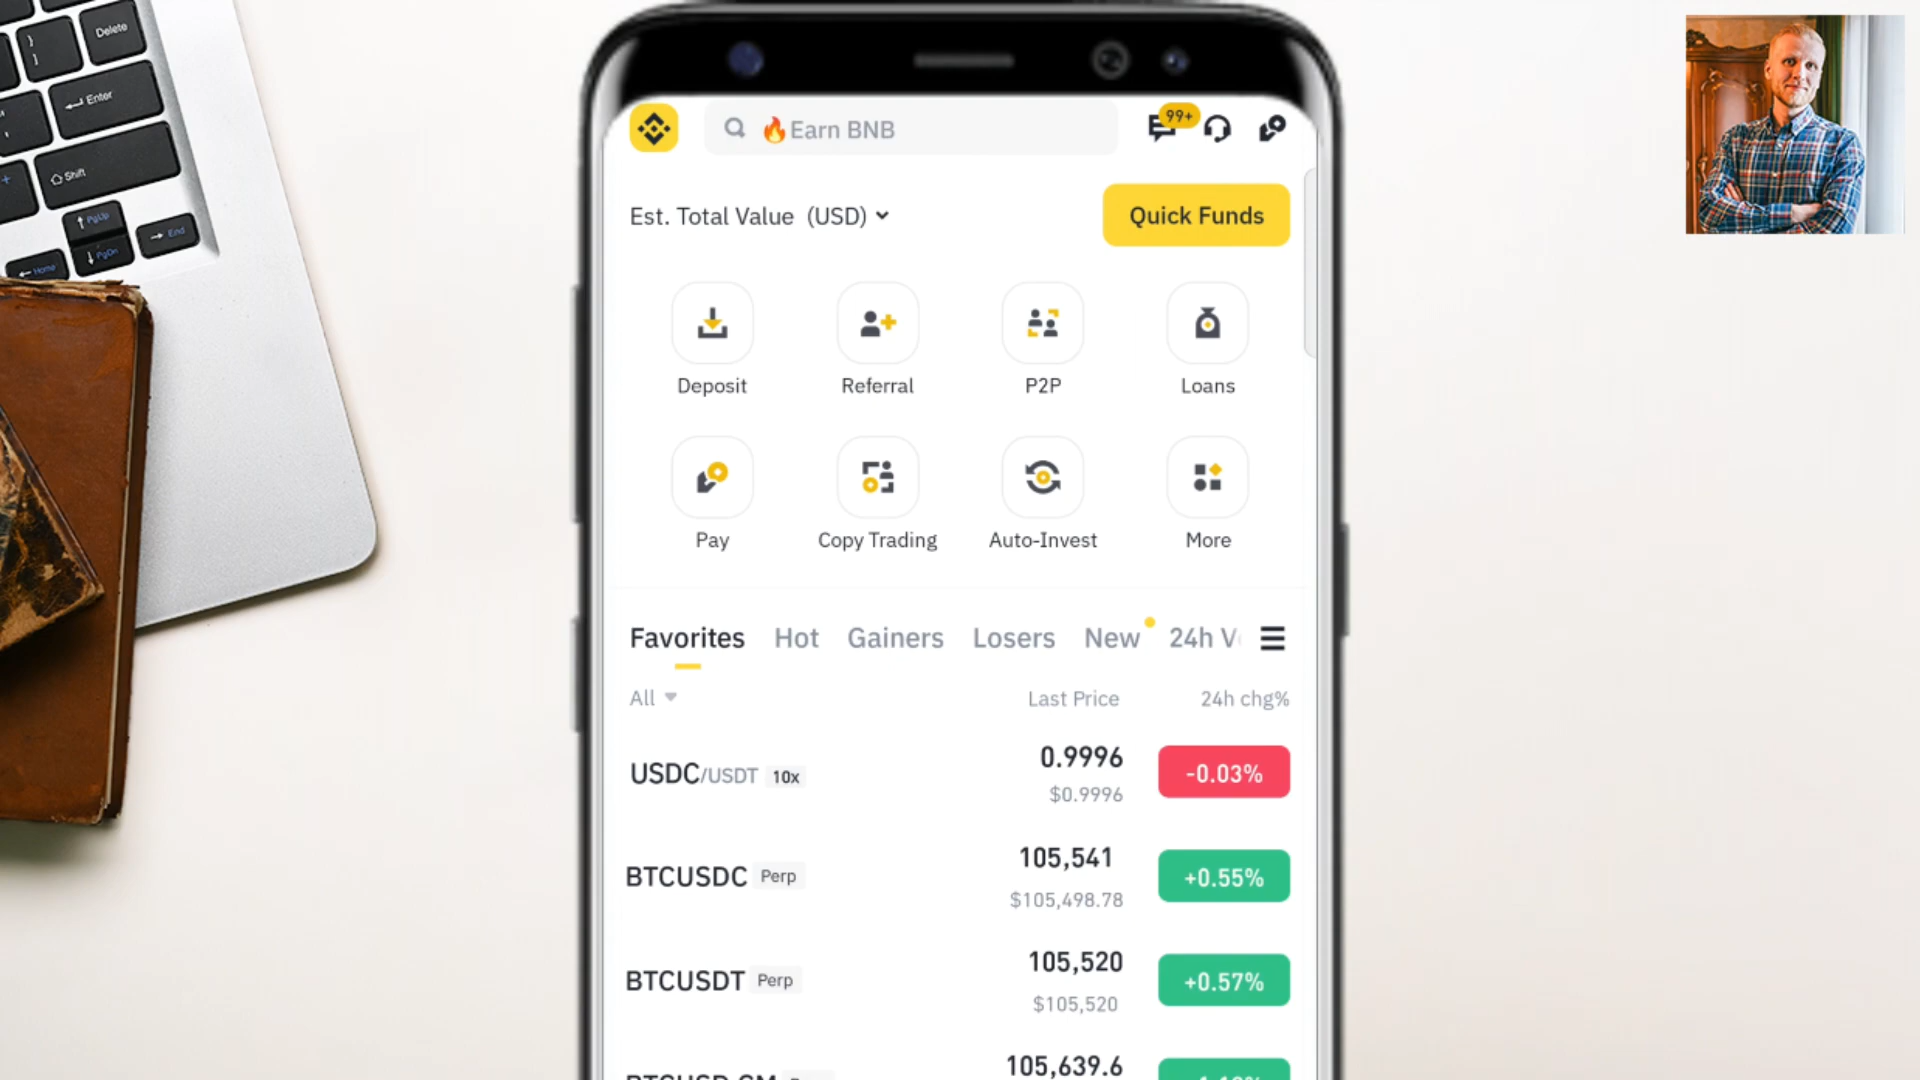 Delete
Enter
Shift
PgUp
PgDn
End
Home
Earn BNB
99+
Est. Total Value (USD)
Quick Funds
Deposit
Referral
P2P
Loans
Pay
Copy Trading
Auto-Invest
More
Favorites Hot Gainers Losers New 24h V
All Last Price 24h chg%
USDC/USDT 10x 0.9996 -0.03%
$0.9996
BTCUSDC Perp 105,541 +0.55%
$105,498.78
BTCUSDT Perp 105,520 +0.57%
$105,520
105,639.6